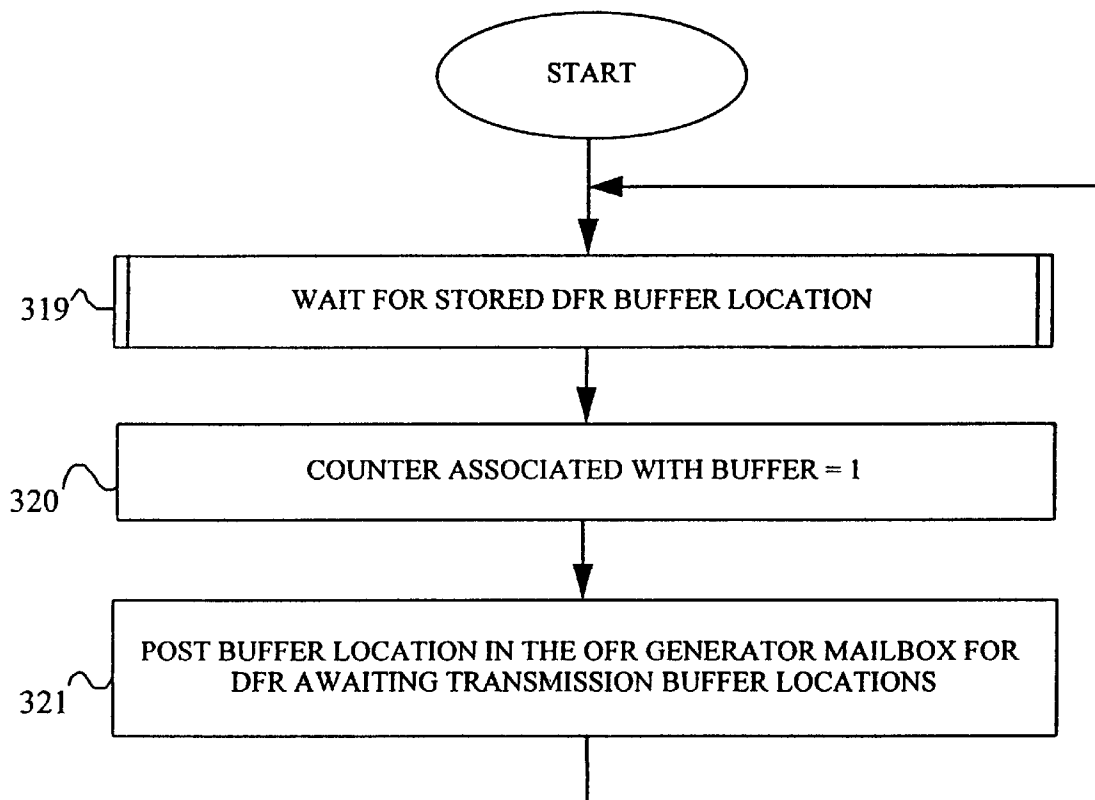 START
319
WAIT FOR STORED DFR BUFFER LOCATION
320
COUNTER ASSOCIATED WITH BUFFER = 1
321
POST BUFFER LOCATION IN THE OFR GENERATOR MAILBOX FOR
DFR AWAITING TRANSMISSION BUFFER LOCATIONS